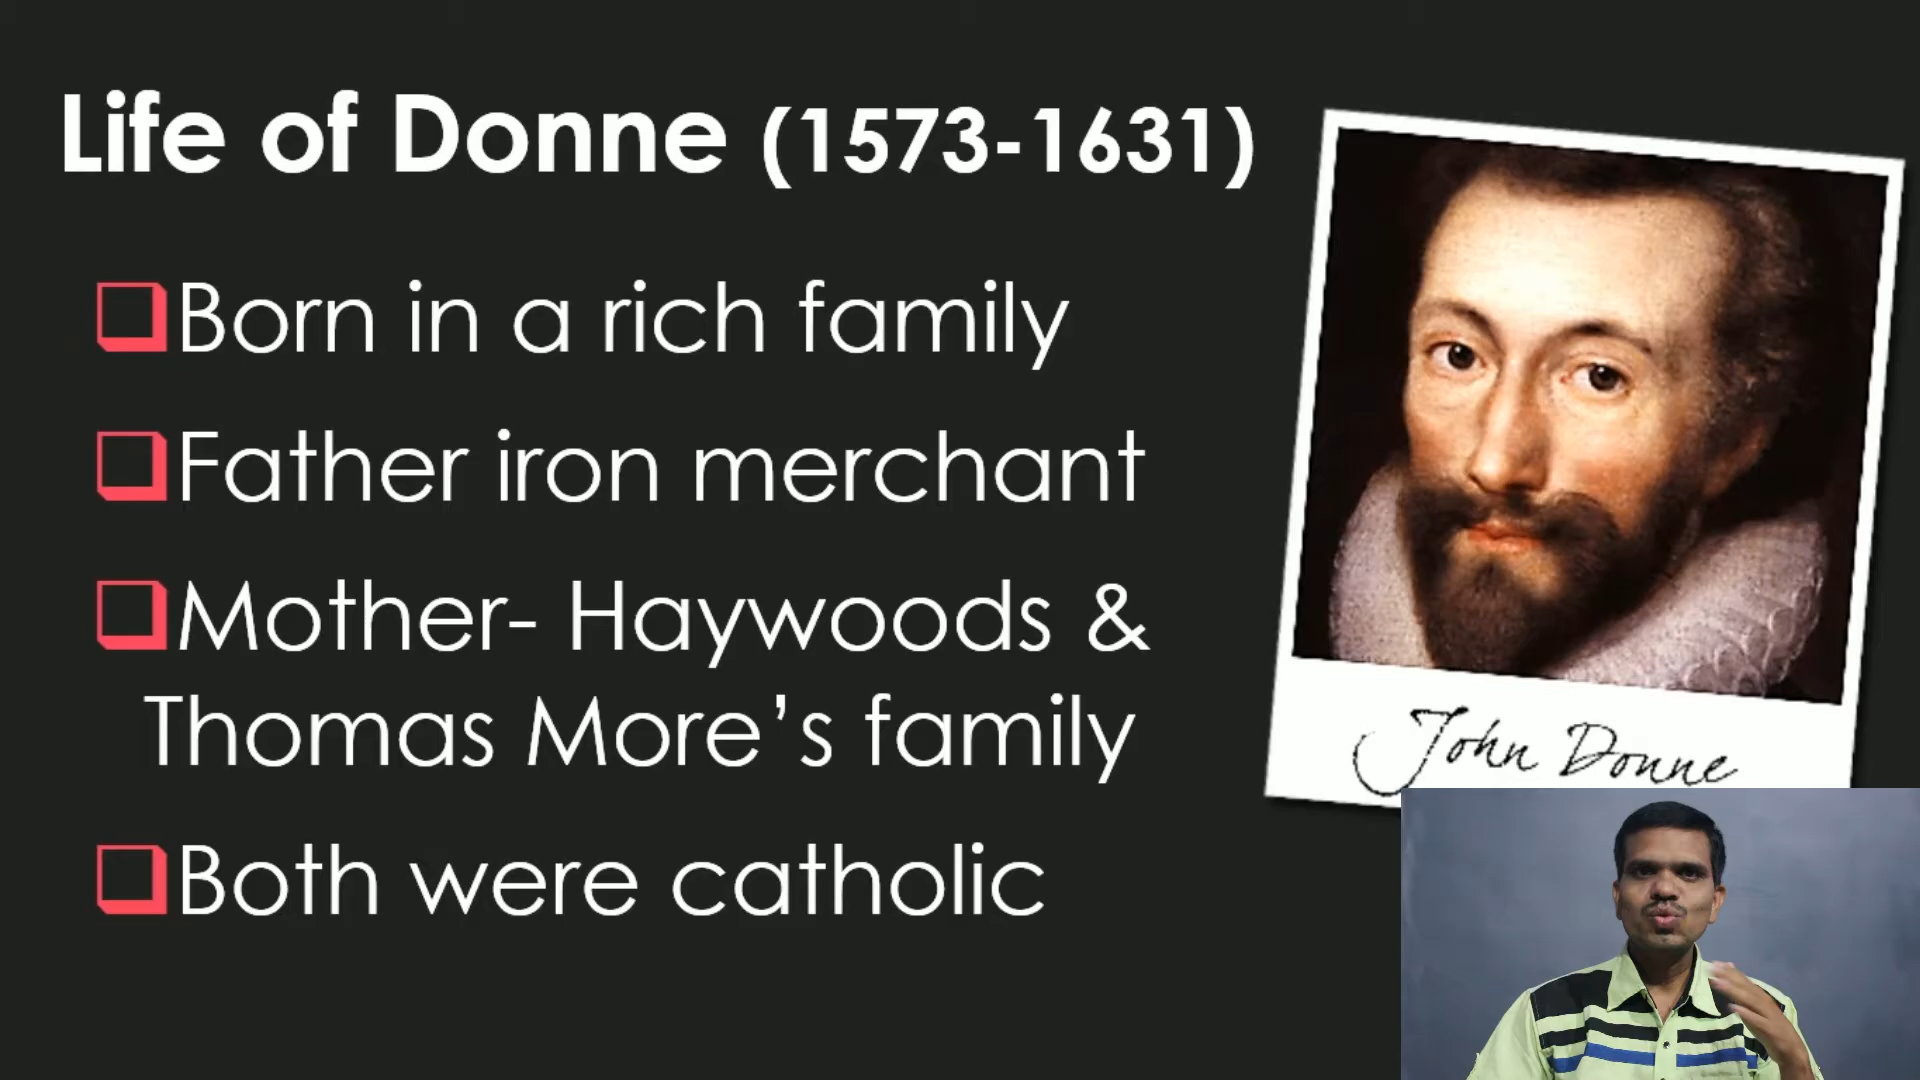 Life of Donne (1573-1631)
Born in a rich family
Father iron merchant
Mother- Haywoods &
Thomas More's family
Both were catholic
John Donne